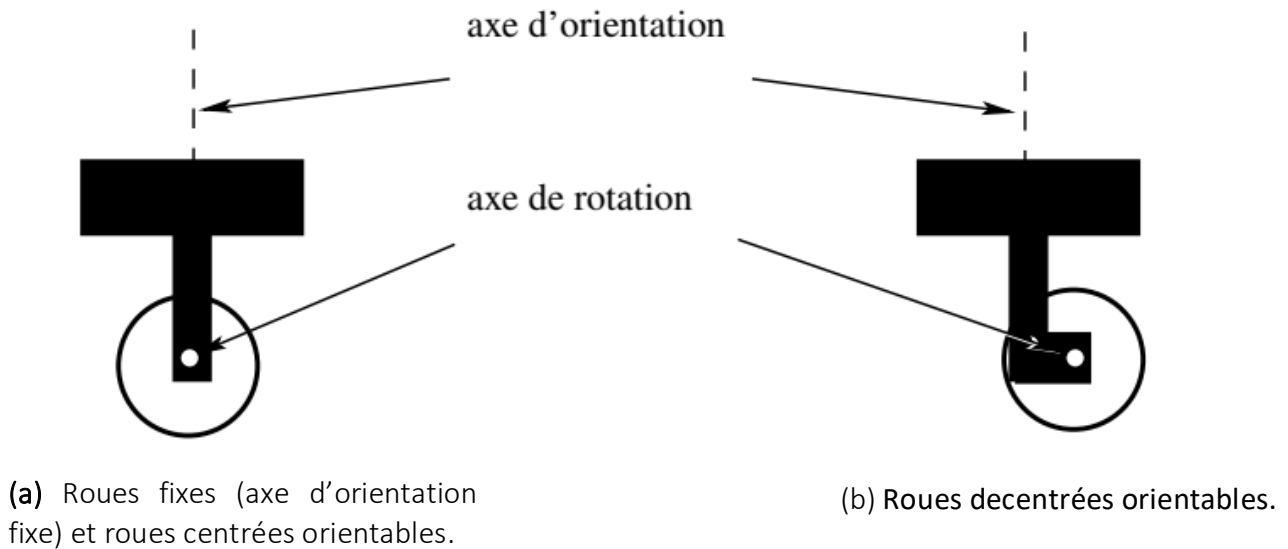 axe d’orientation
axe de rotation
(a) Roues fixes (axe d’orientation
fixe) et roues centrées orientables.
(b) Roues decentrées orientables.